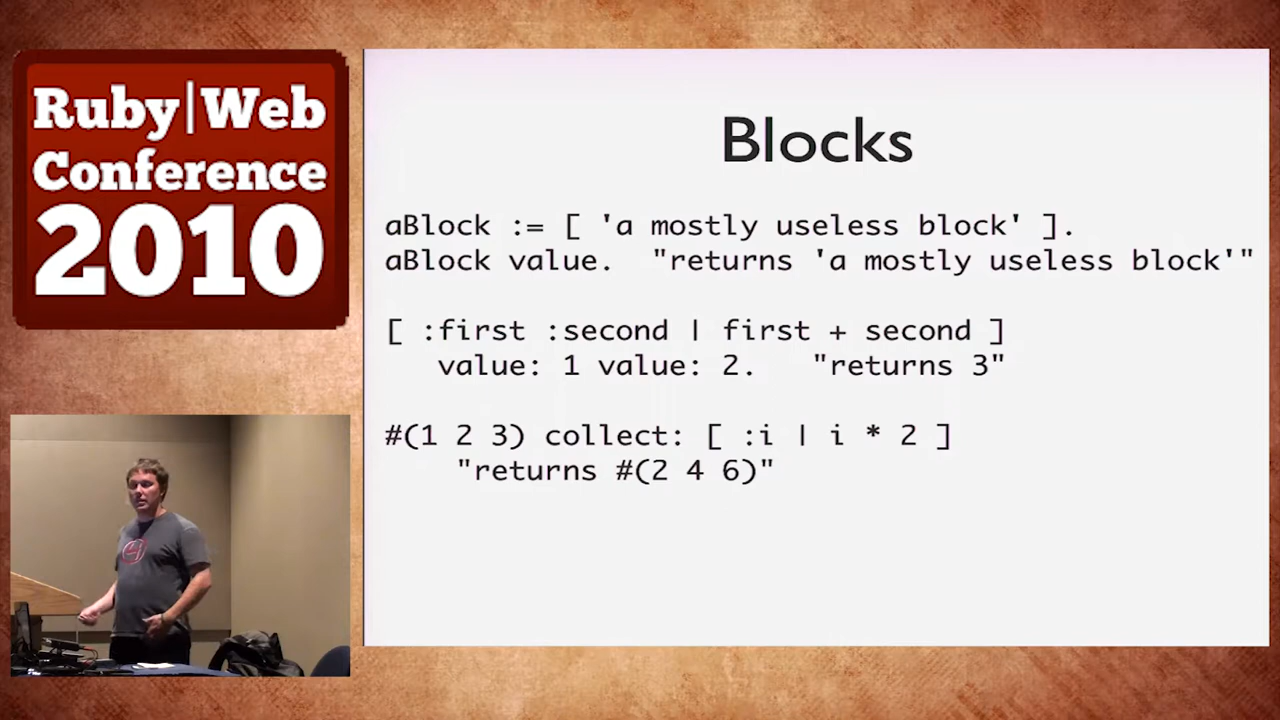 Ruby|Web
Conference
2010
Blocks
aBlock := [ 'a mostly useless block' ].
aBlock value.  "returns 'a mostly useless block'"
[ :first :second | first + second ]
value: 1 value: 2.   "returns 3"
#(1 2 3) collect: [ :i | i * 2 ]
"returns #(2 4 6)"